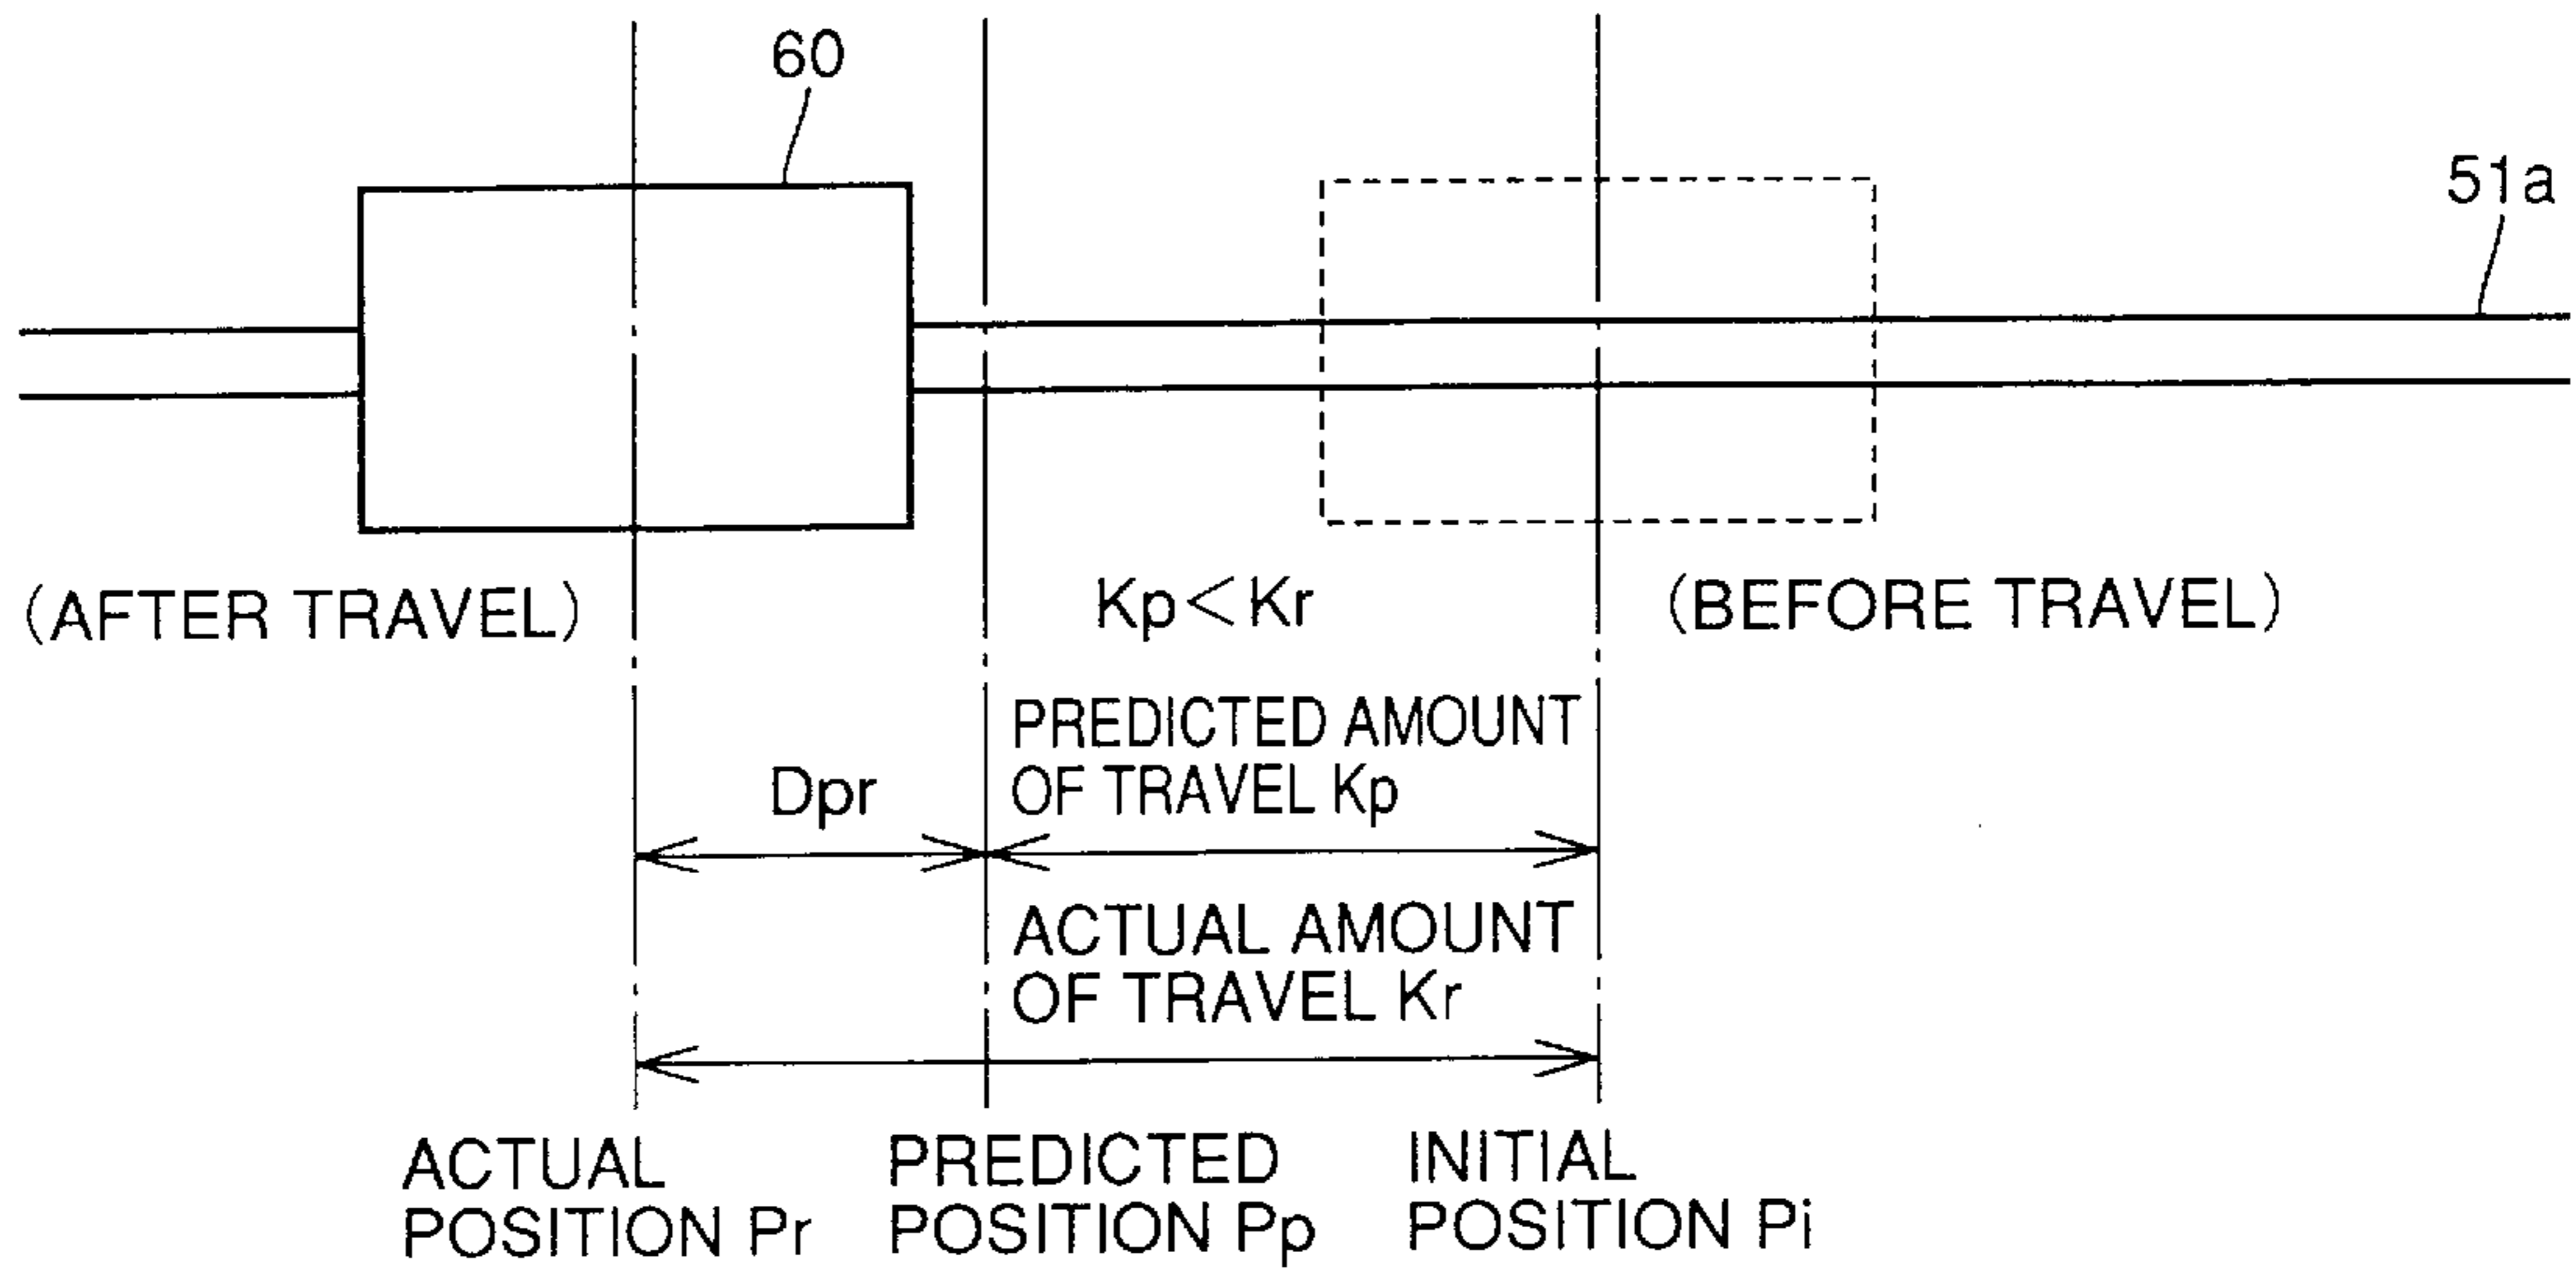 60
51a
(AFTER TRAVEL)
Kp<Kr
(BEFORE TRAVEL)
Dpr
PREDICTED AMOUNT
OF TRAVEL Kp
ACTUAL AMOUNT
OF TRAVEL Kr
ACTUAL
POSITION Pr
PREDICTED
POSITION Pp
INITIAL
POSITION Pi